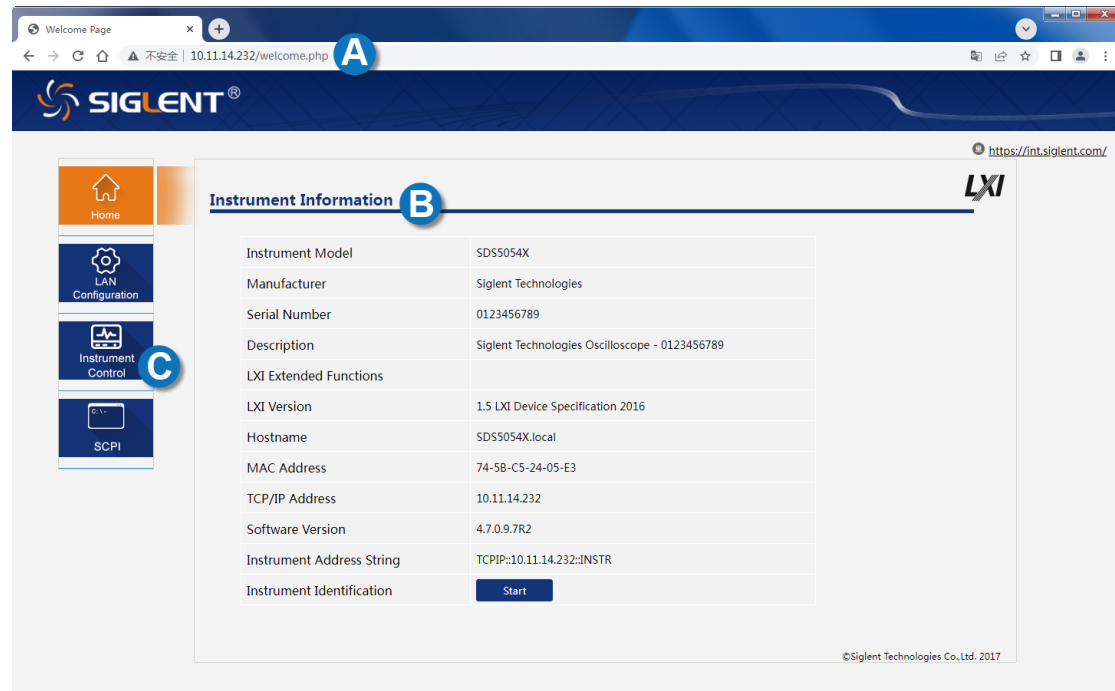 Welcome Page
不安全 | 10.11.14.232/welcome.php
A
SIGLENT®
https://int.siglent.com/
Home
LAN
Configuration
Instrument
Control
C
C:\-
SCPI
Instrument Information
B
LXI
Instrument Model SDS5054X
Manufacturer Siglent Technologies
Serial Number 0123456789
Description Siglent Technologies Oscilloscope - 0123456789
LXI Extended Functions
LXI Version 1.5 LXI Device Specification 2016
Hostname SDS5054X.local
MAC Address 74-5B-C5-24-05-E3
TCP/IP Address 10.11.14.232
Software Version 4.7.0.9.7R2
Instrument Address String TCPIP::10.11.14.232::INSTR
Instrument Identification Start
©Siglent Technologies Co.,Ltd. 2017